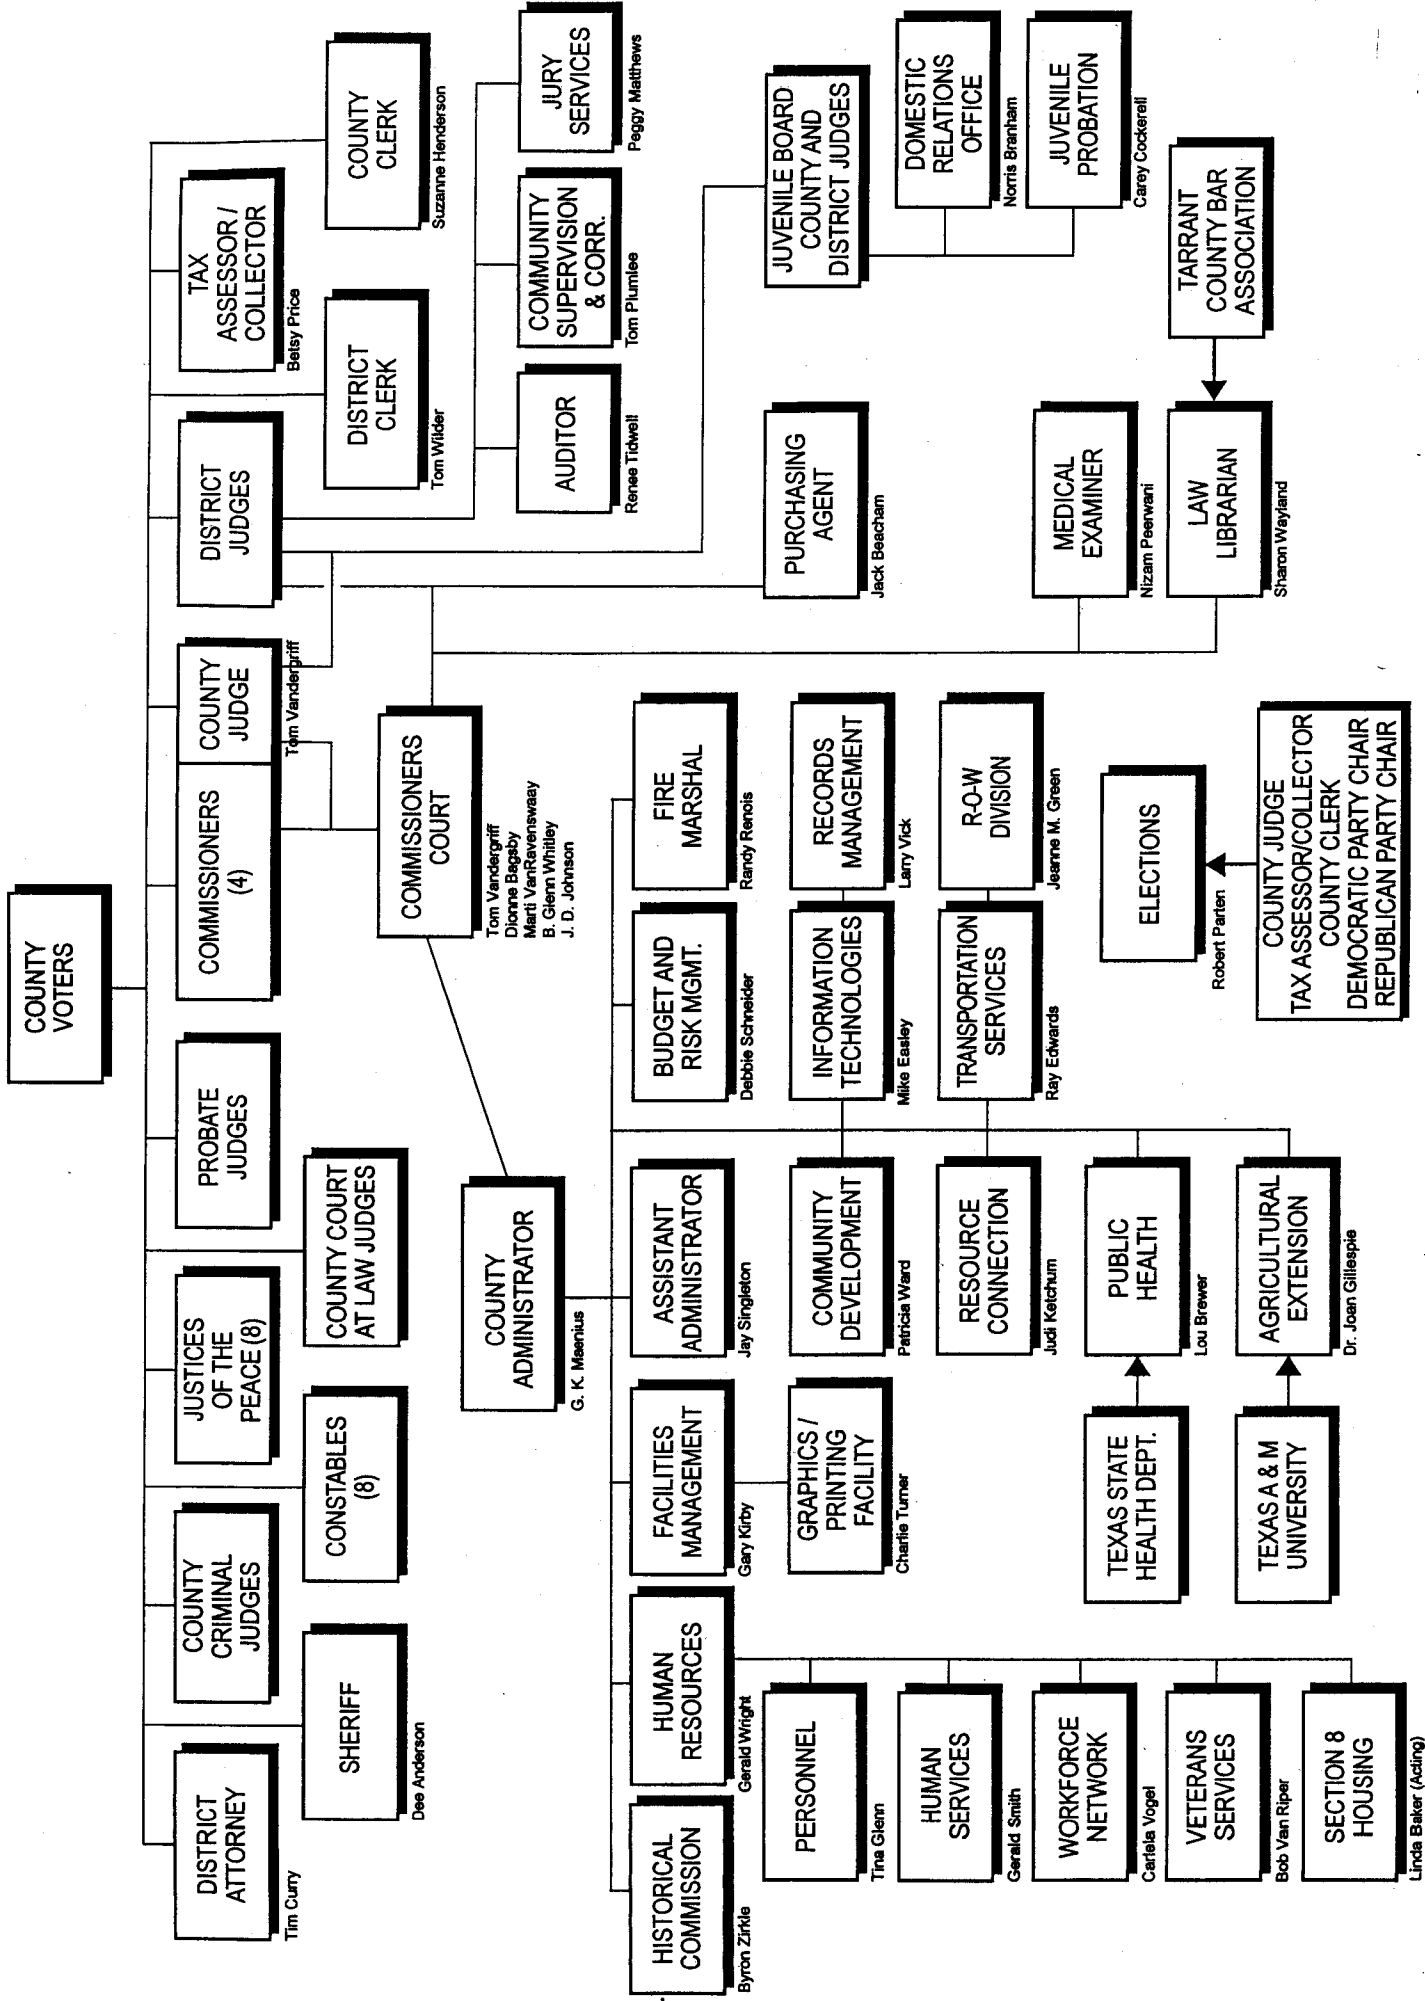 COUNTY
VOTERS
DISTRICT
ATTORNEY
Tim Curry
COUNTY
CRIMINAL
JUDGES
JUSTICES
OF THE
PEACE (8)
PROBATE
JUDGES
COMMISSIONERS
(4)
COUNTY
JUDGE
Tom Vandergriff
DISTRICT
JUDGES
TAX
ASSESSOR /
COLLECTOR
Betsy Price
SHERIFF
Dee Anderson
CONSTABLES
(8)
COUNTY COURT
AT LAW JUDGES
DISTRICT
CLERK
Tom Wilder
COUNTY
CLERK
Suzanne Henderson
COMMISSIONERS
COURT
Tom Vandergriff
Dionne Bagsby
Marti VanRavenswaay
B. Glenn Whitley
J. D. Johnson
COUNTY
ADMINISTRATOR
G. K. Maenius
AUDITOR
Renee Tidwell
COMMUNITY
SUPERVISION
& CORR.
Tom Plumlee
JURY
SERVICES
Peggy Matthews
HISTORICAL
COMMISSION
Byron Zirkle
HUMAN
RESOURCES
Gerald Wright
FACILITIES
MANAGEMENT
Gary Kirby
ASSISTANT
ADMINISTRATOR
Jay Singleton
BUDGET AND
RISK MGMT.
Debbie Schneider
FIRE
MARSHAL
Randy Renois
PURCHASING
AGENT
Jack Beacham
JUVENILE BOARD
COUNTY AND
DISTRICT JUDGES
PERSONNEL
Tina Glenn
GRAPHICS /
PRINTING
FACILITY
Charlie Turner
COMMUNITY
DEVELOPMENT
Patricia Ward
INFORMATION
TECHNOLOGIES
Mike Easley
RECORDS
MANAGEMENT
Larry Vick
DOMESTIC
RELATIONS
OFFICE
Norris Branham
HUMAN
SERVICES
Gerald Smith
RESOURCE
CONNECTION
Judi Ketchum
TRANSPORTATION
SERVICES
Ray Edwards
R-O-W
DIVISION
Jeanne M. Green
MEDICAL
EXAMINER
Nizam Peerwani
JUVENILE
PROBATION
Carey Cockerell
WORKFORCE
NETWORK
Carlela Vogel
TEXAS STATE
HEALTH DEPT.
PUBLIC
HEALTH
Lou Brewer
ELECTIONS
Robert Parten
LAW
LIBRARIAN
Sharon Wayland
TARRANT
COUNTY BAR
ASSOCIATION
VETERANS
SERVICES
Bob Van Riper
TEXAS A & M
UNIVERSITY
AGRICULTURAL
EXTENSION
Dr. Joan Gillespie
COUNTY JUDGE
TAX ASSESSOR/COLLECTOR
COUNTY CLERK
DEMOCRATIC PARTY CHAIR
REPUBLICAN PARTY CHAIR
SECTION 8
HOUSING
Linda Baker (Acting)